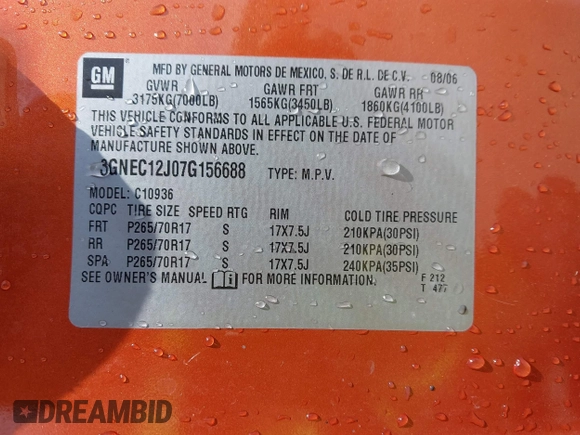 GM
MFD BY GENERAL MOTORS DE MEXICO, S. DE R.L. DE C.V. 08/06
GVWR GAWR FRT GAWR RR
3175KG(7000LB) 1565KG(3450LB) 1860KG(4100LB)
THIS VEHICLE CONFORMS TO ALL APPLICABLE U.S. FEDERAL MOTOR
VEHICLE SAFETY STANDARDS IN EFFECT ON THE DATE OF
MANUFACTURE SHOWN ABOVE.
3GNEC12J07G156688 TYPE: M.P.V.
MODEL: C10936
CQPC TIRE SIZE SPEED RTG RIM COLD TIRE PRESSURE
FRT P265/70R17 S 17X7.5J 210KPA(30PSI)
RR P265/70R17 S 17X7.5J 210KPA(30PSI)
SPA P265/70R17 S 17X7.5J 240KPA(35PSI)
SEE OWNER'S MANUAL FOR MORE INFORMATION.
F 212
T 477
DREAMBID